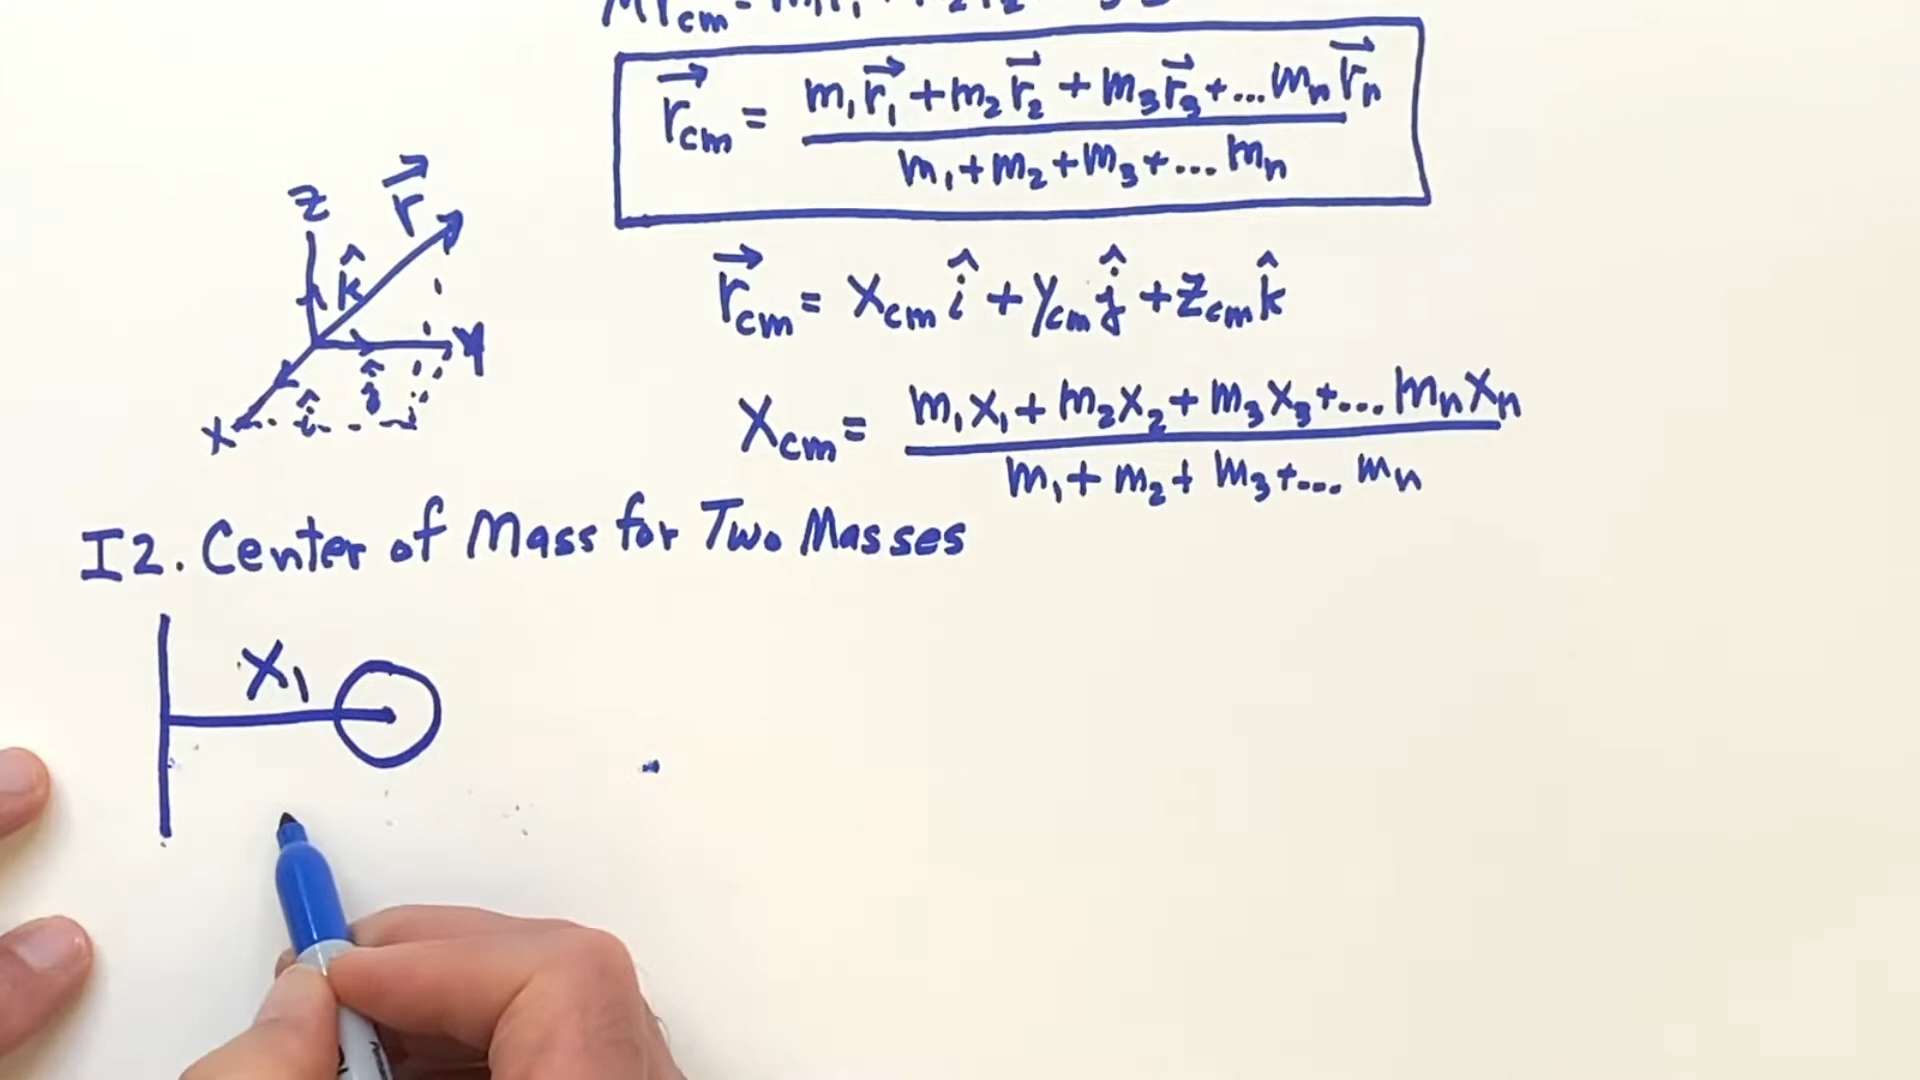 r⃗cm = m₁r⃗₁ + m₂r⃗₂ + m₃r⃗₃ + ... mₙr⃗ₙ
m₁ + m₂ + m₃ + ... mₙ
z r⃗
k̂
r⃗cm = xcm î + ycm ĵ + zcm k̂
y
î ĵ
x
xcm = m₁x₁ + m₂x₂ + m₃x₃ + ... mₙxₙ
m₁ + m₂ + m₃ + ... mₙ
I2. Center of Mass for Two Masses
x₁